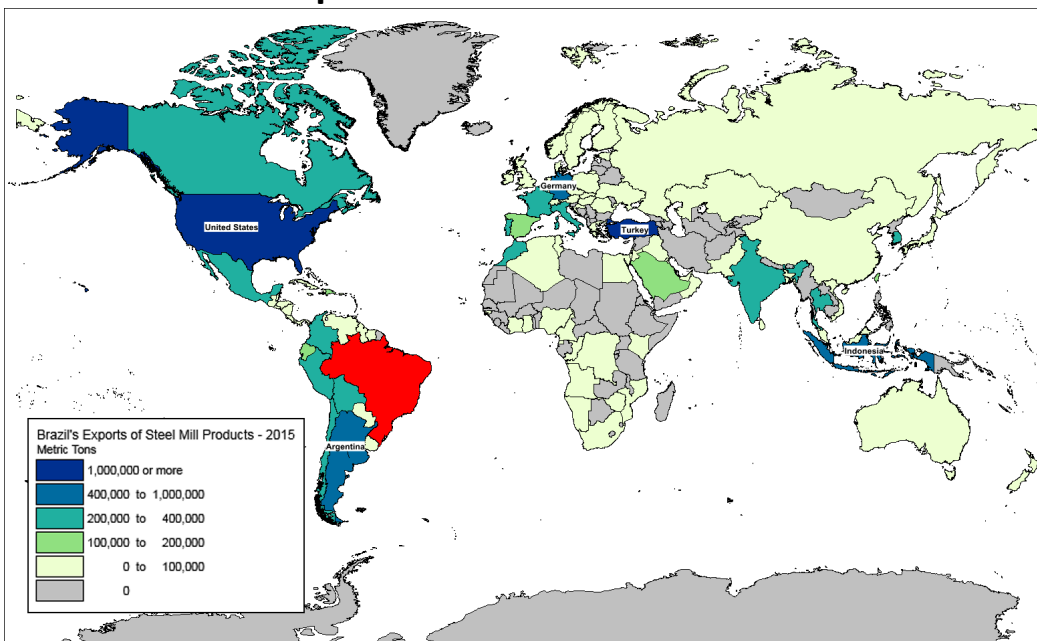 Germany
United States
Turkey
Indonesia
Argentina
Brazil's Exports of Steel Mill Products - 2015
Metric Tons
1,000,000 or more
400,000 to 1,000,000
200,000 to 400,000
100,000 to 200,000
0 to 100,000
0